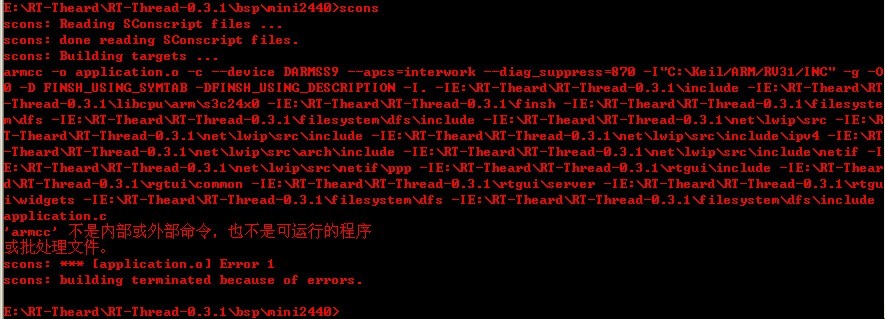 E:\RT-Theard\RT-Thread-0.3.1\bsp\mini2440>scons
scons: Reading SConscript files ...
scons: done reading SConscript files.
scons: Building targets ...
armcc -o application.o -c --device DARMSS9 --apcs=interwork --diag_suppress=870 -I"C:\Keil/ARM/RV31/INC" -g -O
0 -D FINSH_USING_SYMTAB -DFINSH_USING_DESCRIPTION -I. -IE:\RT-Theard\RT-Thread-0.3.1\include -IE:\RT-Theard\RT
-Thread-0.3.1\libcpu\arm\s3c24x0 -IE:\RT-Theard\RT-Thread-0.3.1\finsh -IE:\RT-Theard\RT-Thread-0.3.1\filesyste
m\dfs -IE:\RT-Theard\RT-Thread-0.3.1\filesystem\dfs\include -IE:\RT-Theard\RT-Thread-0.3.1\net\lwip\src -IE:\R
T-Theard\RT-Thread-0.3.1\net\lwip\src\include -IE:\RT-Theard\RT-Thread-0.3.1\net\lwip\src\include\ipv4 -IE:\RT
-Theard\RT-Thread-0.3.1\net\lwip\src\arch\include -IE:\RT-Theard\RT-Thread-0.3.1\net\lwip\src\include\netif -I
E:\RT-Theard\RT-Thread-0.3.1\net\lwip\src\netif\ppp -IE:\RT-Theard\RT-Thread-0.3.1\rtgui\include -IE:\RT-Thear
d\RT-Thread-0.3.1\rgtui\common -IE:\RT-Theard\RT-Thread-0.3.1\rtgui\server -IE:\RT-Theard\RT-Thread-0.3.1\rtgu
i\widgets -IE:\RT-Theard\RT-Thread-0.3.1\filesystem\dfs -IE:\RT-Theard\RT-Thread-0.3.1\filesystem\dfs\include
application.c
'armcc' 不是内部或外部命令，也不是可运行的程序
或批处理文件。
scons: *** [application.o] Error 1
scons: building terminated because of errors.
E:\RT-Theard\RT-Thread-0.3.1\bsp\mini2440>